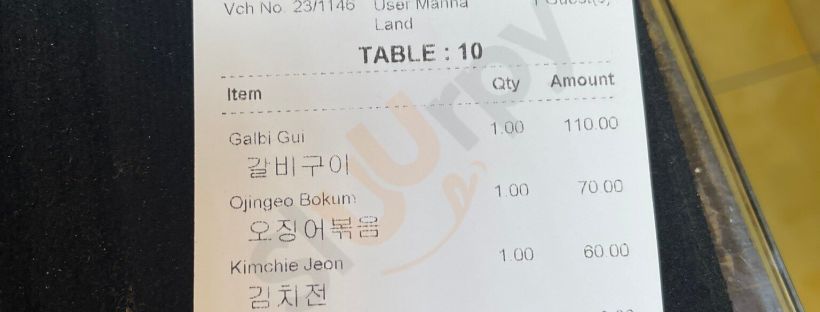 Vch No. 23/1146 User Manna
Land
TABLE : 10
Item Qty Amount
Galbi Gui 1.00 110.00
갈비구이
Ojingeo Bokum 1.00 70.00
오징어볶음
Kimchie Jeon 1.00 60.00
김치전